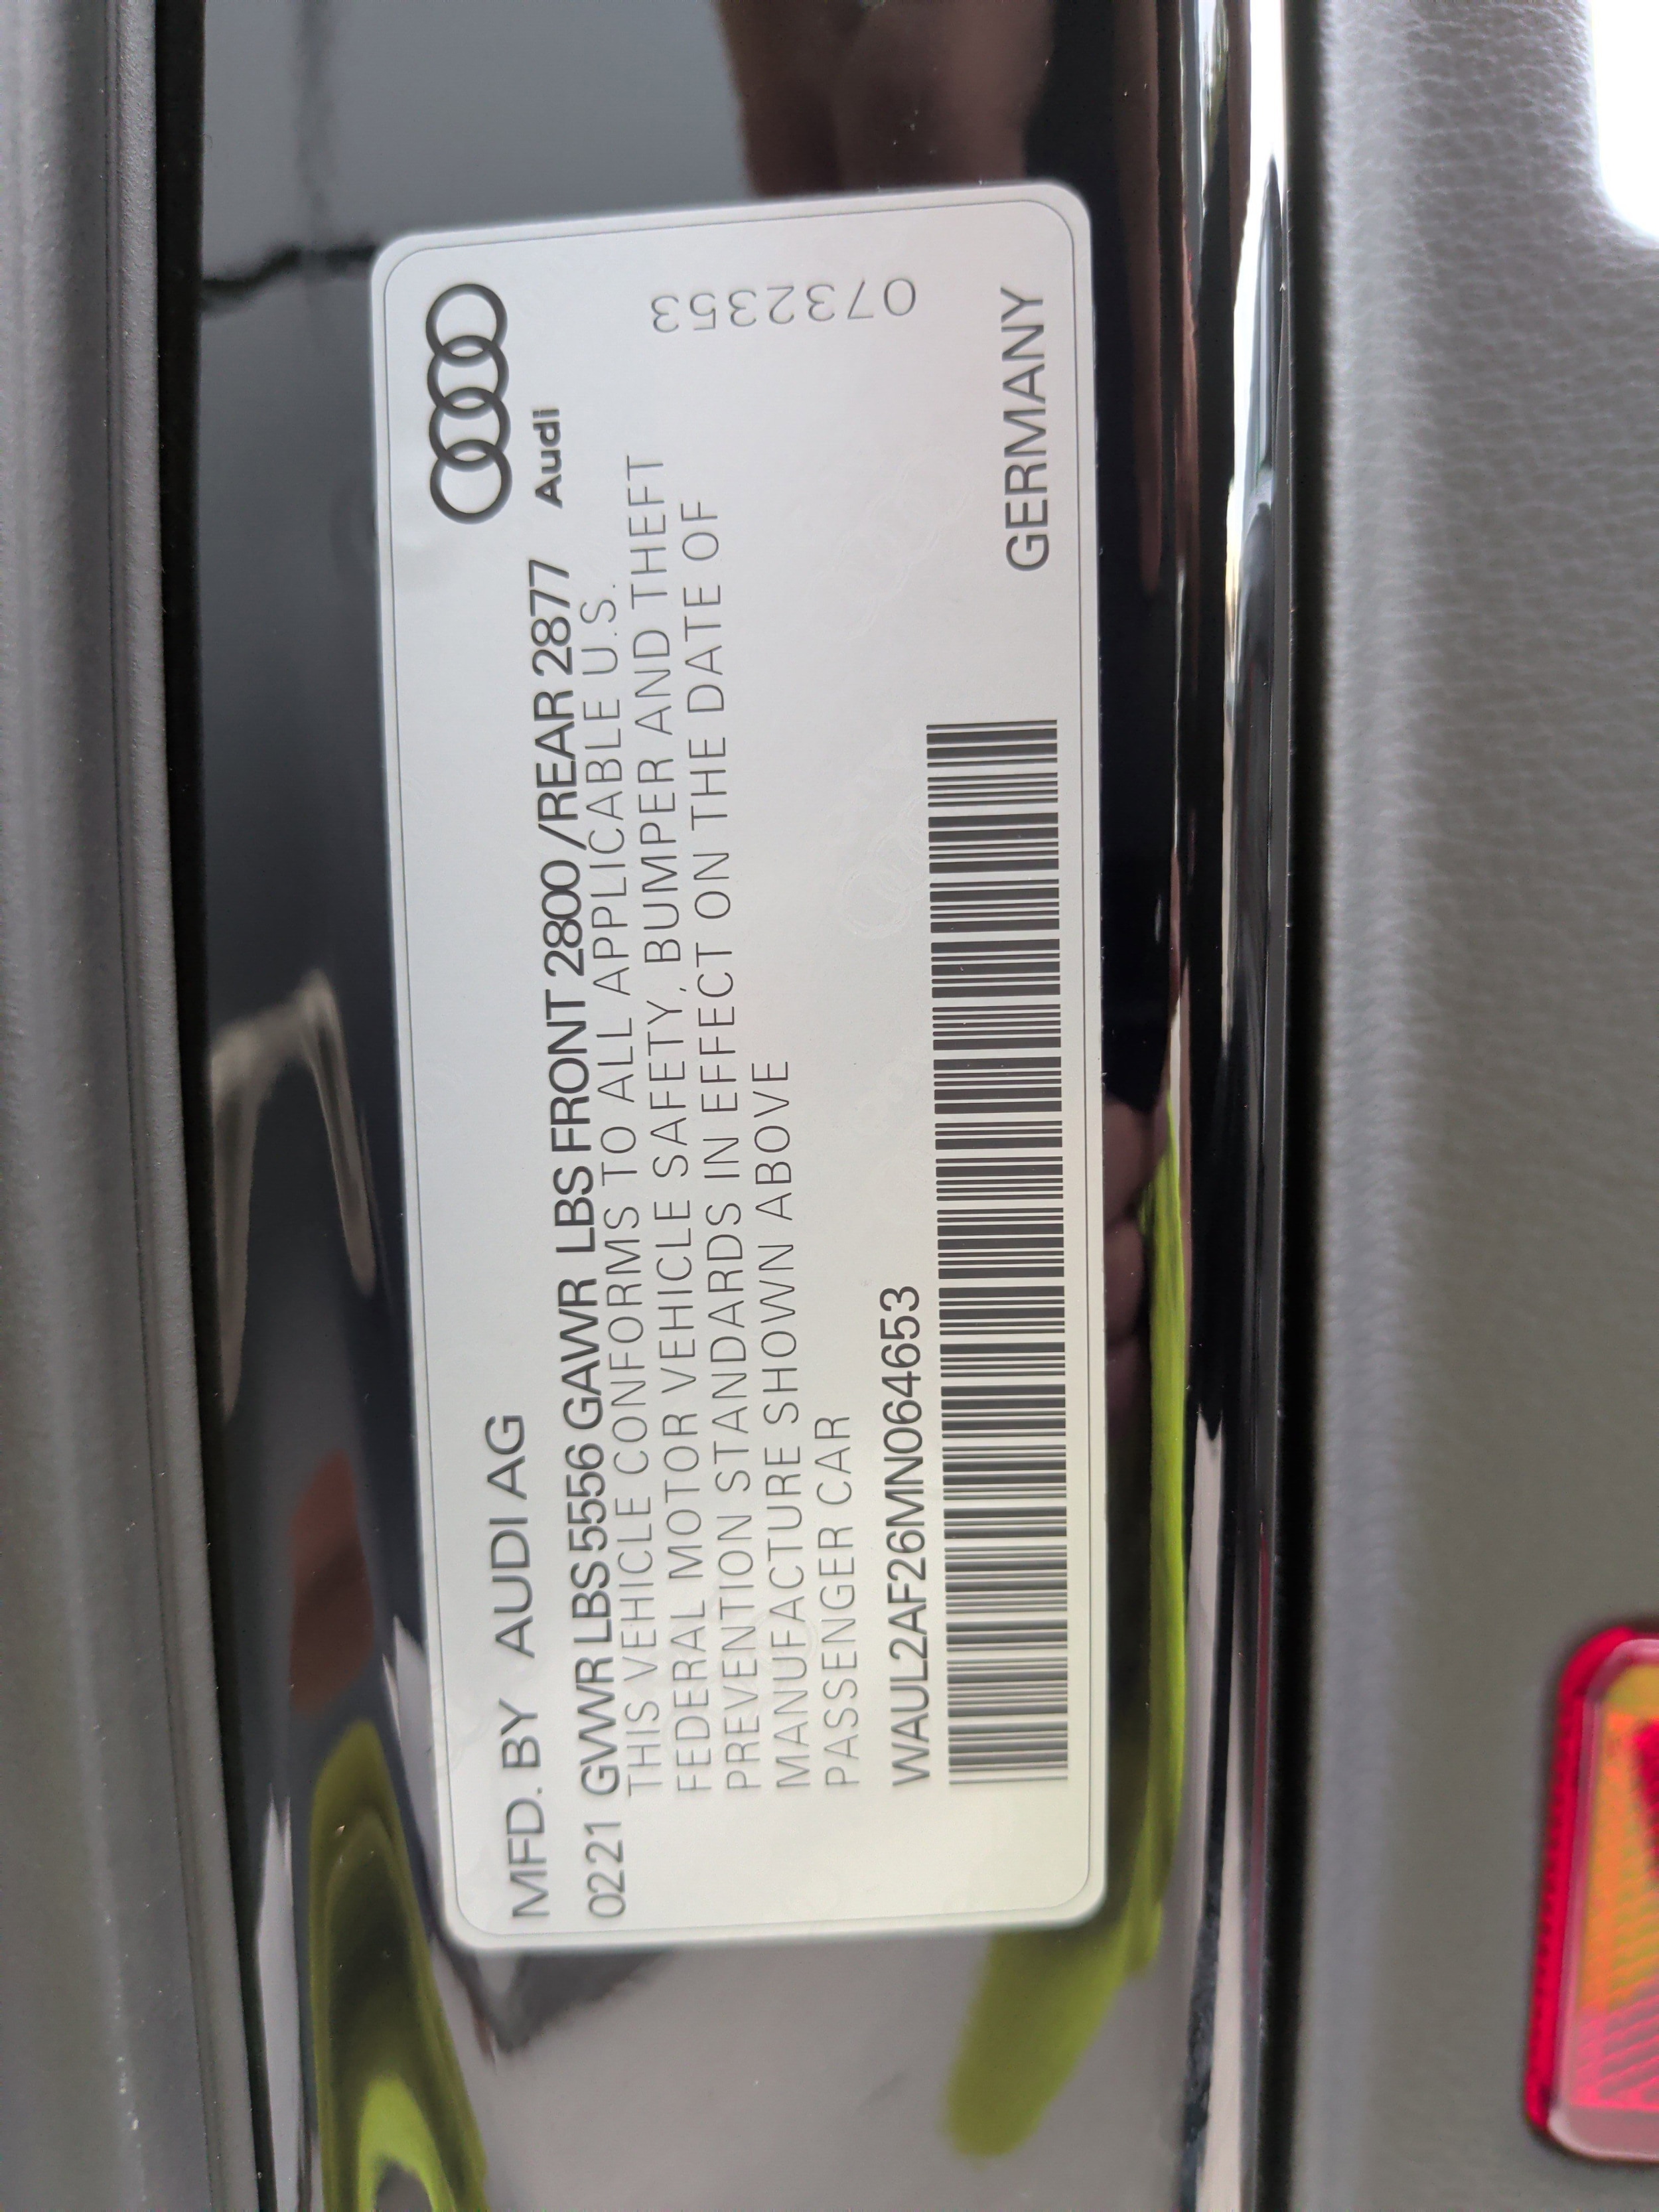 MFD. BY AUDI AG
Audi
0221 GVWR LBS 5556 GAWR LBS FRONT 2800 /REAR 2877
THIS VEHICLE CONFORMS TO ALL APPLICABLE U.S.
FEDERAL MOTOR VEHICLE SAFETY, BUMPER AND THEFT
PREVENTION STANDARDS IN EFFECT ON THE DATE OF
MANUFACTURE SHOWN ABOVE
PASSENGER CAR
0732353
WAUL2AF26MN064653
GERMANY